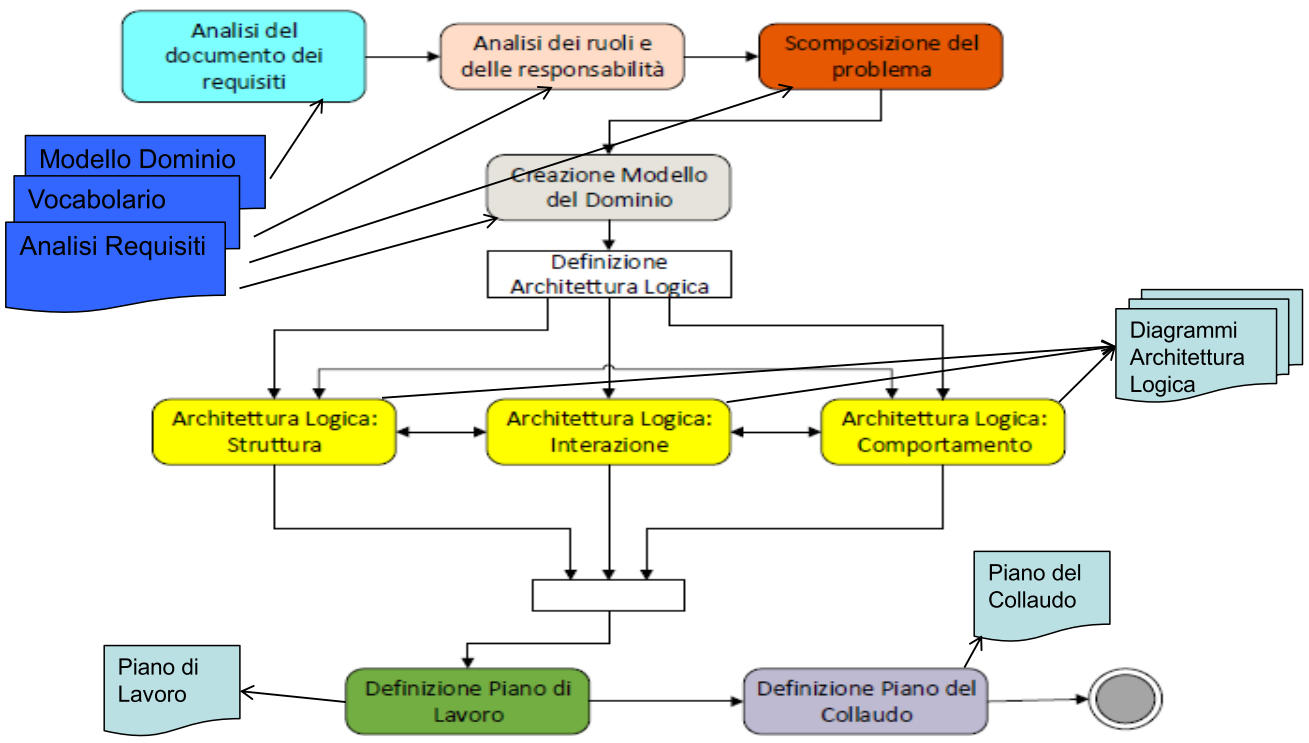 Analisi del
documento dei
requisiti
Analisi dei ruoli e
delle responsabilità
Scomposizione del
problema
Modello Dominio
Vocabolario
Analisi Requisiti
Creazione Modello
del Dominio
Definizione
Architettura Logica
Diagrammi
Architettura
Logica
Architettura Logica:
Struttura
Architettura Logica:
Interazione
Architettura Logica:
Comportamento
Piano del
Collaudo
Piano di
Lavoro
Definizione Piano di
Lavoro
Definizione Piano del
Collaudo